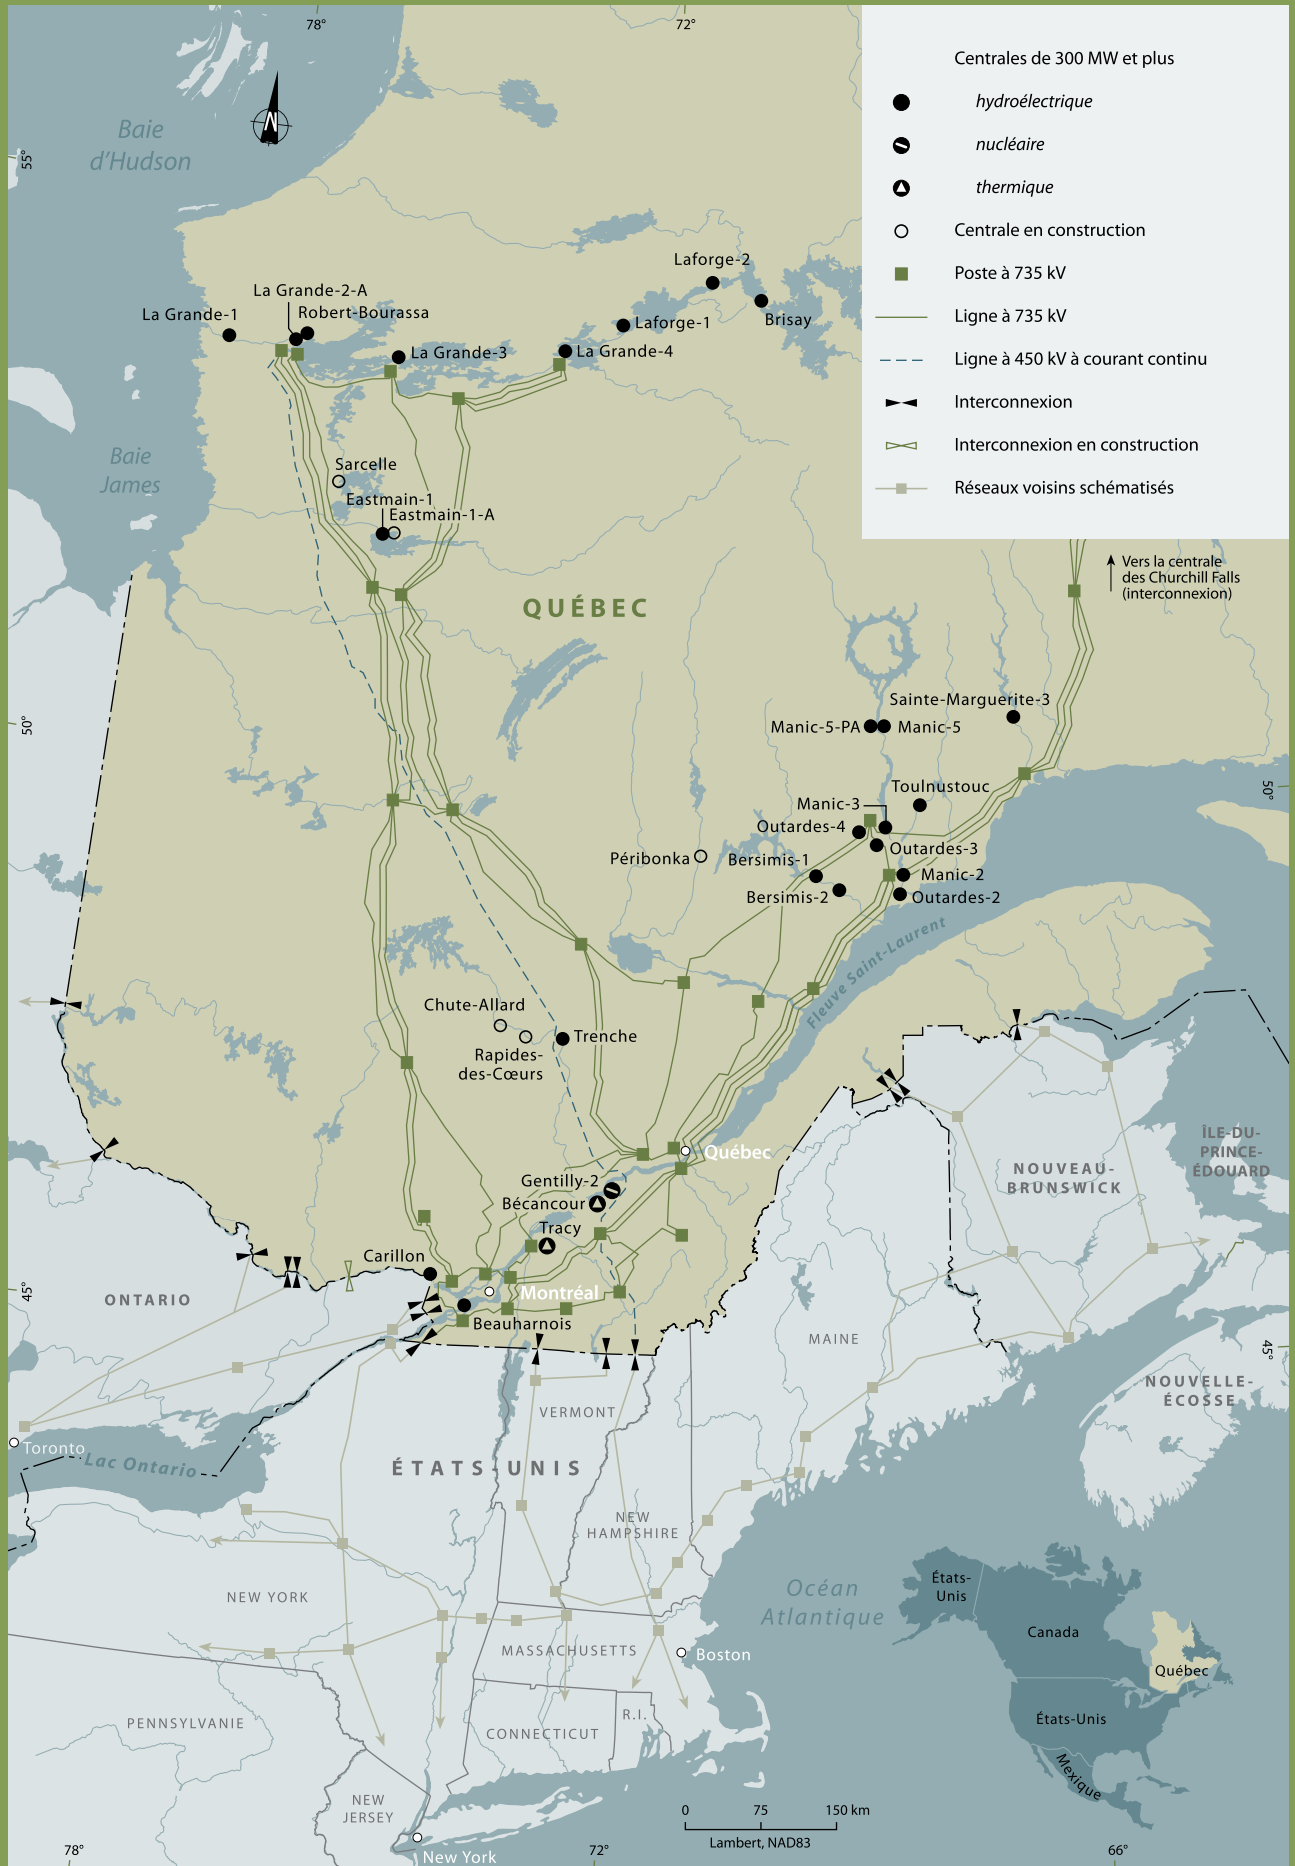 78°
72°
Centrales de 300 MW et plus
hydroélectrique
nucléaire
thermique
Centrale en construction
Poste à 735 kV
Ligne à 735 kV
Ligne à 450 kV à courant continu
Interconnexion
Interconnexion en construction
Réseaux voisins schématisés
N
Baie
d'Hudson
55°
Laforge-2
La Grande-2-A
La Grande-1
Robert-Bourassa
Laforge-1
Brisay
La Grande-3
La Grande-4
Baie
James
Sarcelle
Eastmain-1
Eastmain-1-A
Vers la centrale
des Churchill Falls
(interconnexion)
QUÉBEC
50°
Sainte-Marguerite-3
Manic-5-PA
Manic-5
Toulnustouc
50°
Manic-3
Outardes-4
Outardes-3
Péribonka
Bersimis-1
Manic-2
Bersimis-2
Outardes-2
Fleuve Saint-Laurent
Chute-Allard
Trenche
Rapides-
des-Cœurs
Québec
ÎLE-DU-
PRINCE-
ÉDOUARD
NOUVEAU-
BRUNSWICK
Gentilly-2
Bécancour
Tracy
Carillon
45°
ONTARIO
Montréal
Beauharnois
MAINE
45°
NOUVELLE-
ÉCOSSE
VERMONT
Toronto
Lac Ontario
ÉTATS-UNIS
NEW
HAMPSHIRE
NEW YORK
Océan
Atlantique
États-
Unis
Canada
Québec
États-Unis
Mexique
MASSACHUSETTS
Boston
R.I.
PENNSYLVANIE
CONNECTICUT
NEW
JERSEY
0
75
150 km
Lambert, NAD83
New York
78°
72°
66°